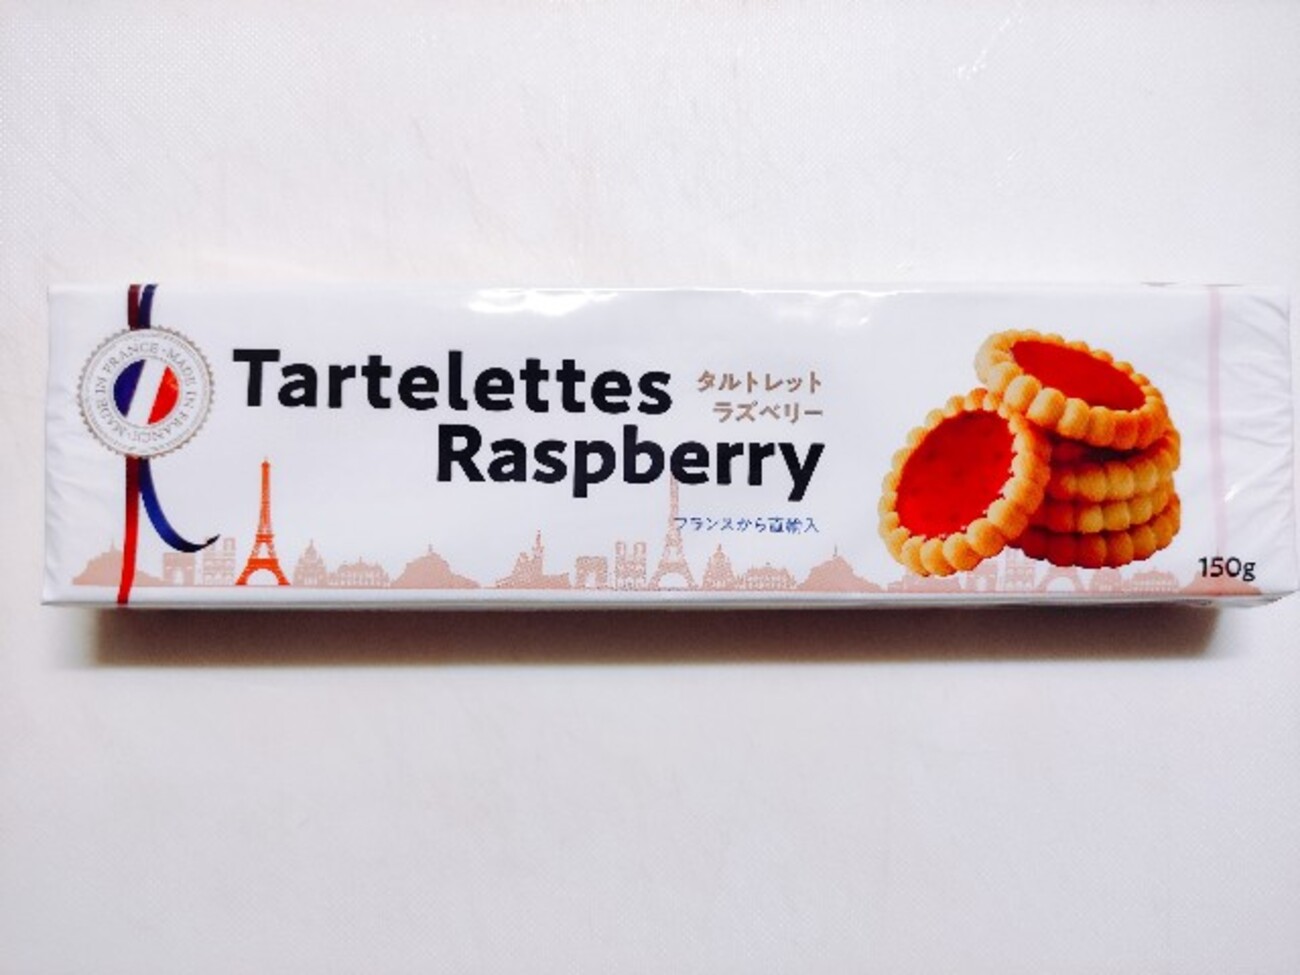 MADE IN FRANCE · MADE IN FRANCE ·
Tartelettes
タルトレット
ラズベリー
Raspberry
フランスから直輸入
150g